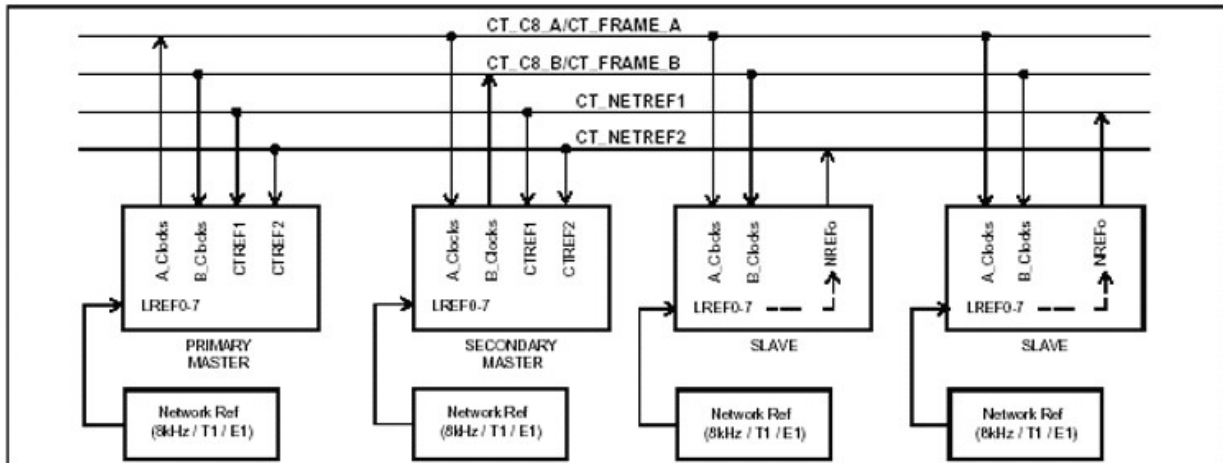 CT_C8_A/CT_FRAME_A
CT_C8_B/CT_FRAME_B
CT_NETREF1
CT_NETREF2
A_Clocks
B_Clocks
CTREF1
CTREF2
LREF0-7
PRIMARY
MASTER
Network Ref
(8kHz / T1 / E1)
A_Clocks
B_Clocks
CTREF1
CTREF2
LREF0-7
SECONDARY
MASTER
Network Ref
(8kHz / T1 / E1)
A_Clocks
B_Clocks
NREFo
LREF0-7
SLAVE
Network Ref
(8kHz / T1 / E1)
A_Clocks
B_Clocks
NREFo
LREF0-7
SLAVE
Network Ref
(8kHz / T1 / E1)